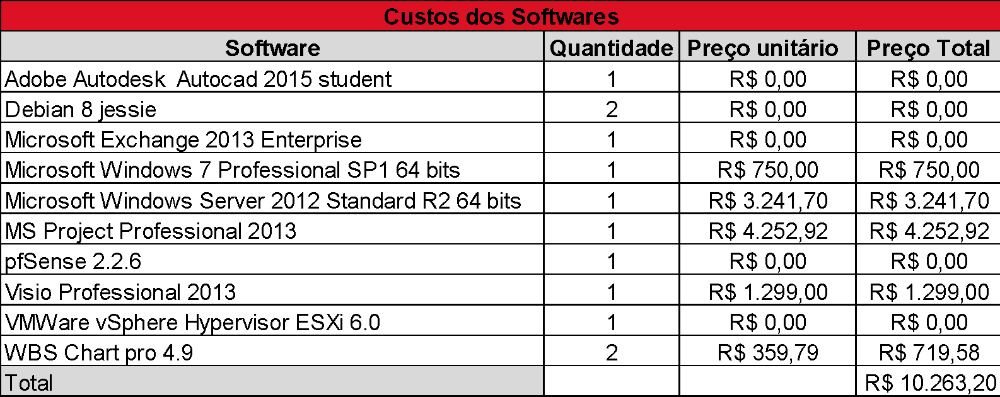 Custos dos Softwares
Software Quantidade Preço unitário Preço Total
Adobe Autodesk  Autocad 2015 student 1 R$ 0,00 R$ 0,00
Debian 8 jessie 2 R$ 0,00 R$ 0,00
Microsoft Exchange 2013 Enterprise 1 R$ 0,00 R$ 0,00
Microsoft Windows 7 Professional SP1 64 bits 1 R$ 750,00 R$ 750,00
Microsoft Windows Server 2012 Standard R2 64 bits 1 R$ 3.241,70 R$ 3.241,70
MS Project Professional 2013 1 R$ 4.252,92 R$ 4.252,92
pfSense 2.2.6 1 R$ 0,00 R$ 0,00
Visio Professional 2013 1 R$ 1.299,00 R$ 1.299,00
VMWare vSphere Hypervisor ESXi 6.0 1 R$ 0,00 R$ 0,00
WBS Chart pro 4.9 2 R$ 359,79 R$ 719,58
Total R$ 10.263,20